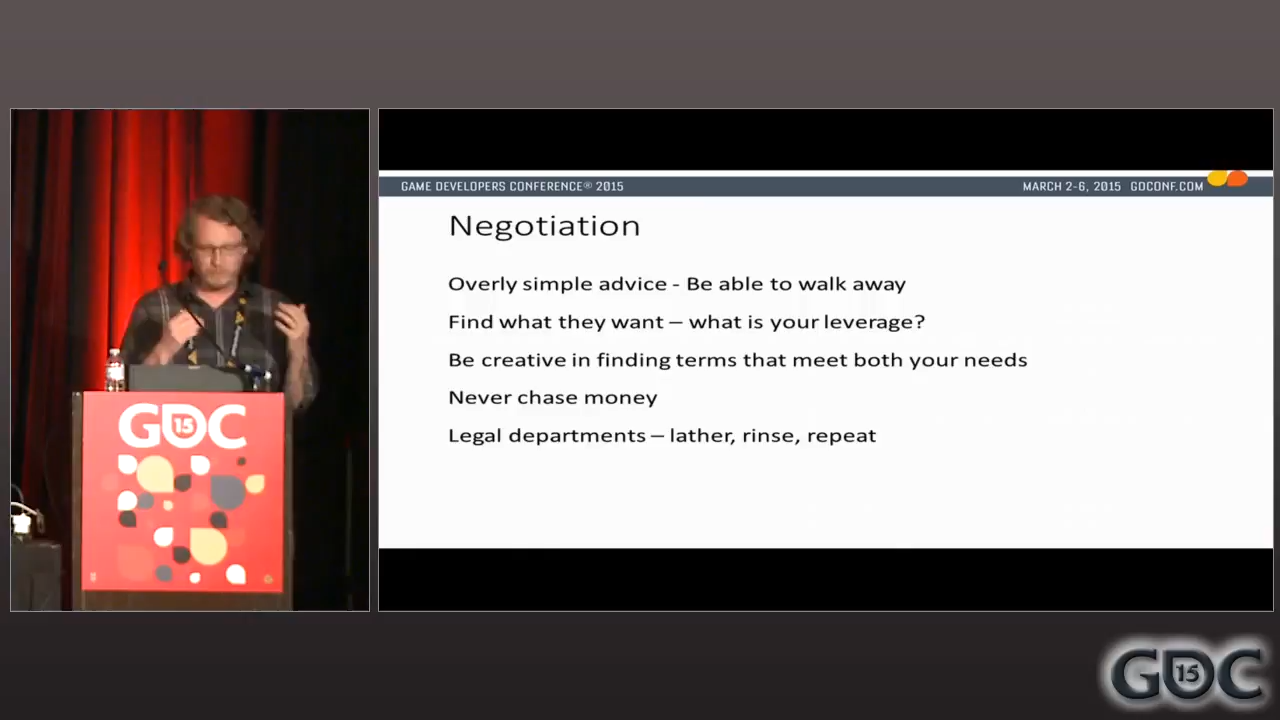 GAME DEVELOPERS CONFERENCE® 2015
MARCH 2-6, 2015 GDCONF.COM
Negotiation
Overly simple advice - Be able to walk away
Find what they want – what is your leverage?
Be creative in finding terms that meet both your needs
Never chase money
Legal departments – lather, rinse, repeat
GDC
15
GDC
15